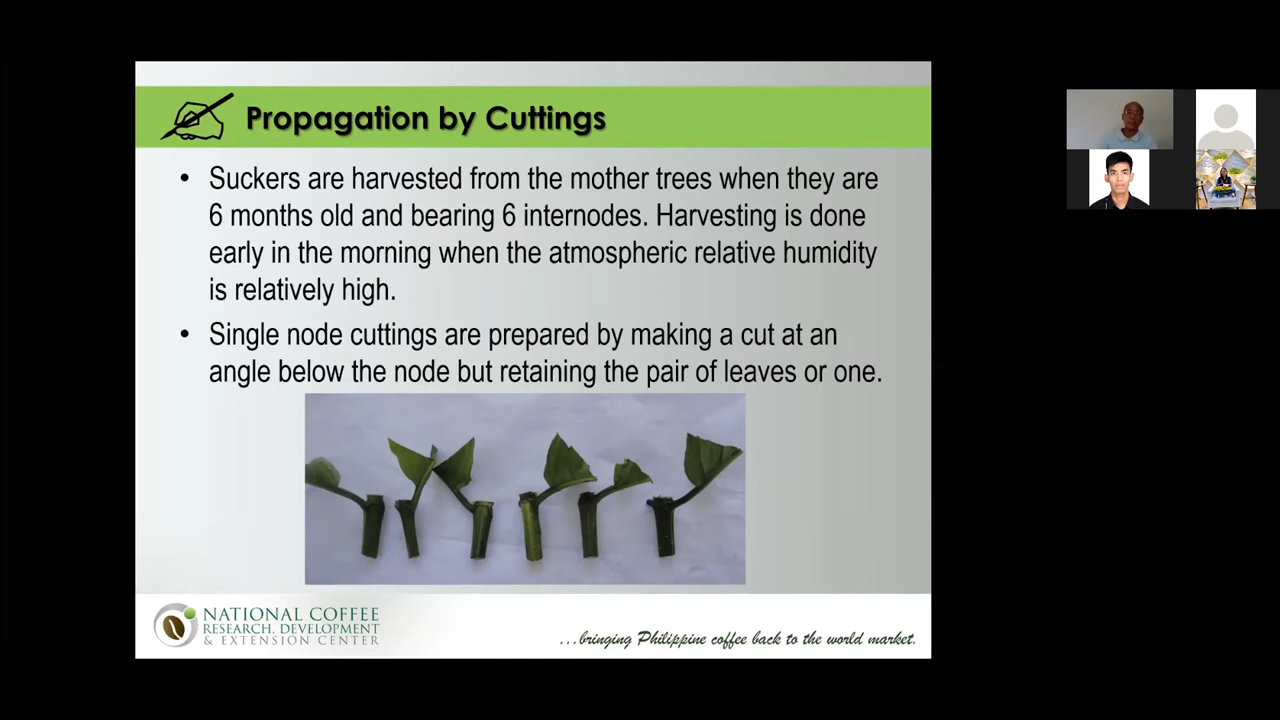 Propagation by Cuttings
• Suckers are harvested from the mother trees when they are
6 months old and bearing 6 internodes. Harvesting is done
early in the morning when the atmospheric relative humidity
is relatively high.
• Single node cuttings are prepared by making a cut at an
angle below the node but retaining the pair of leaves or one.
NATIONAL COFFEE
RESEARCH, DEVELOPMENT
& EXTENSION CENTER
...bringing Philippine coffee back to the world market.